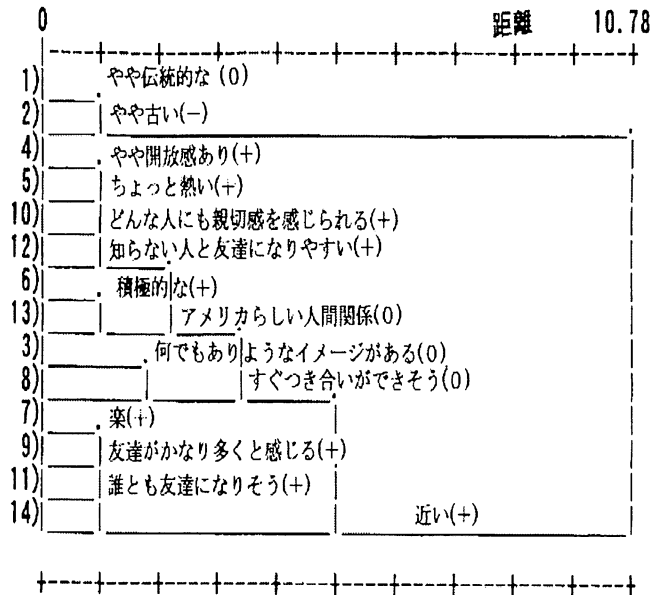 0 距離 10.78
1) やや伝統的な (0)
2) やや古い(-)
4) やや開放感あり(+)
5) ちょっと熱い(+)
10) どんな人にも親切感を感じられる(+)
12) 知らない人と友達になりやすい(+)
6) 積極的な(+)
13) アメリカらしい人間関係(0)
3) 何でもありようなイメージがある(0)
8) すぐつき合いができそう(0)
7) 楽(+)
9) 友達がかなり多くと感じる(+)
11) 誰とも友達になりそう(+)
14) 近い(+)